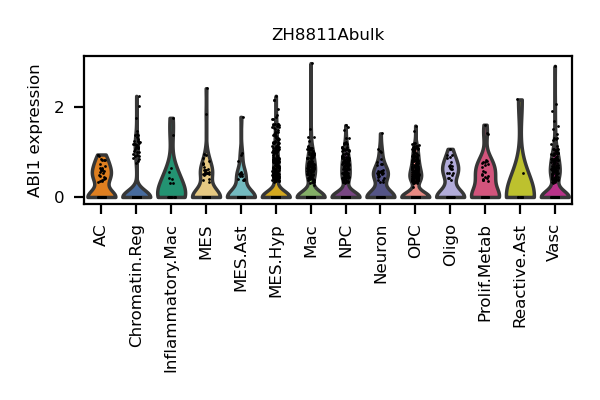 ZH8811Abulk
ABI1 expression
2
0
AC
Chromatin.Reg
Inflammatory.Mac
MES
MES.Ast
MES.Hyp
Mac
NPC
Neuron
OPC
Oligo
Prolif.Metab
Reactive.Ast
Vasc